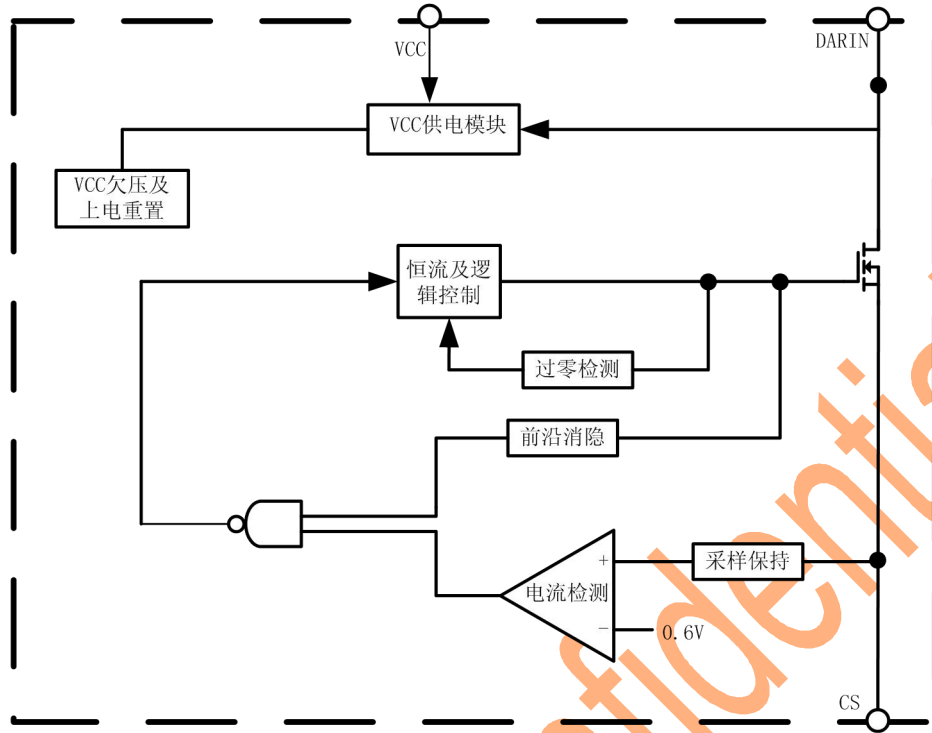 VCC
DARIN
VCC供电模块
VCC欠压及
上电重置
恒流及逻
辑控制
过零检测
前沿消隐
+
采样保持
电流检测
−
0.6V
CS
nfidentia